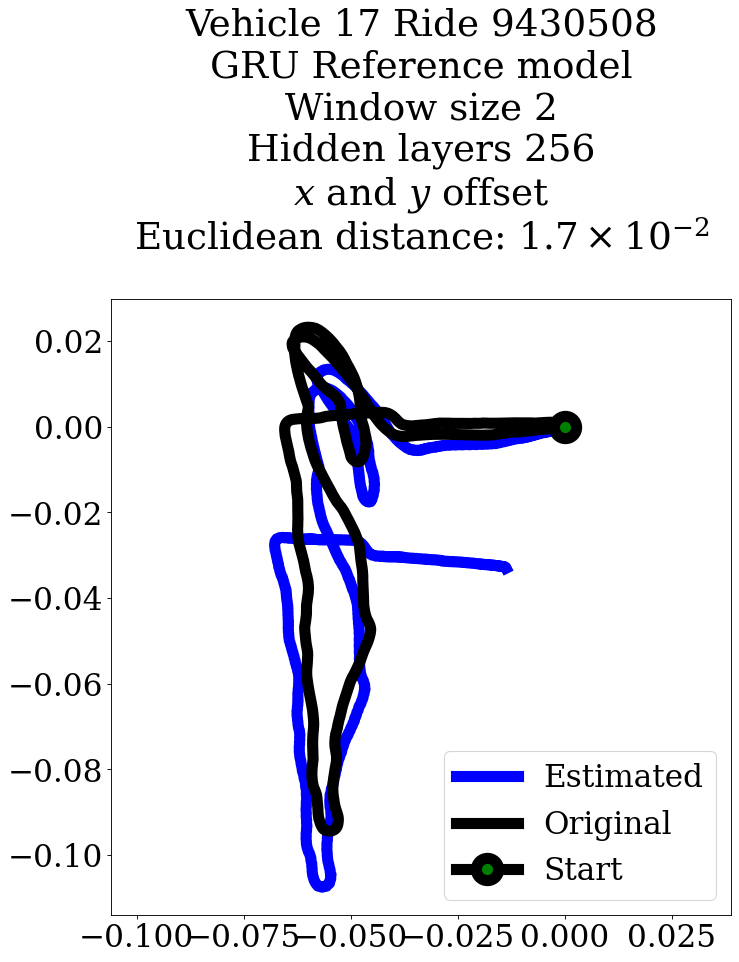 Vehicle 17 Ride 9430508
GRU Reference model
Window size 2
Hidden layers 256
x and y offset
Euclidean distance: 1.7 × 10⁻²
0.02
0.00
−0.02
−0.04
−0.06
−0.08
−0.10
Estimated
Original
Start
−0.100 −0.075 −0.050 −0.025 0.000 0.025